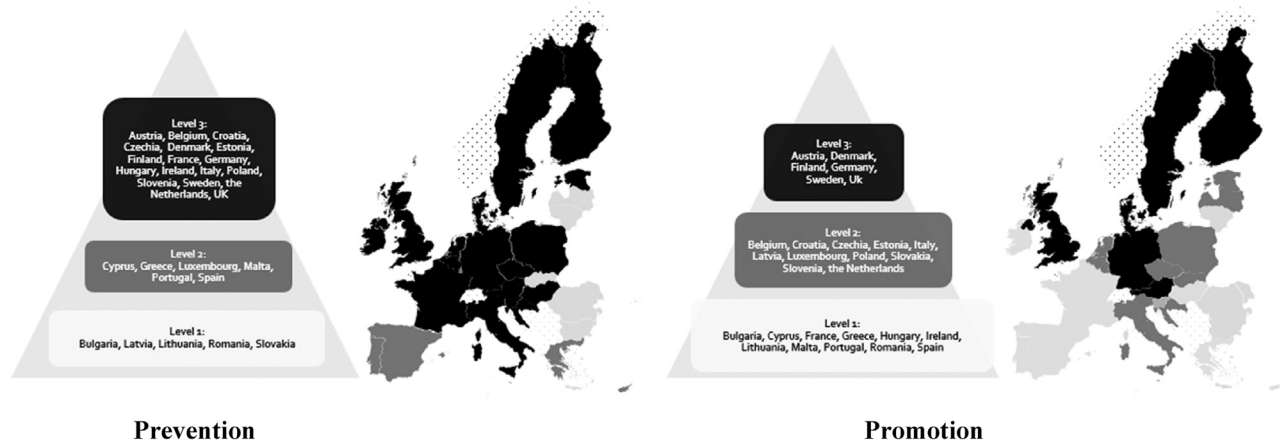 Level 3:
Austria, Belgium, Croatia,
Czechia, Denmark, Estonia,
Finland, France, Germany,
Hungary, Ireland, Italy, Poland,
Slovenia, Sweden, the
Netherlands, UK
Level 2:
Cyprus, Greece, Luxembourg, Malta,
Portugal, Spain
Level 1:
Bulgaria, Latvia, Lithuania, Romania, Slovakia
Prevention
Level 3:
Austria, Denmark,
Finland, Germany,
Sweden, Uk
Level 2:
Belgium, Croatia, Czechia, Estonia, Italy,
Latvia, Luxembourg, Poland, Slovakia,
Slovenia, the Netherlands
Level 1:
Bulgaria, Cyprus, France, Greece, Hungary, Ireland,
Lithuania, Malta, Portugal, Romania, Spain
Promotion